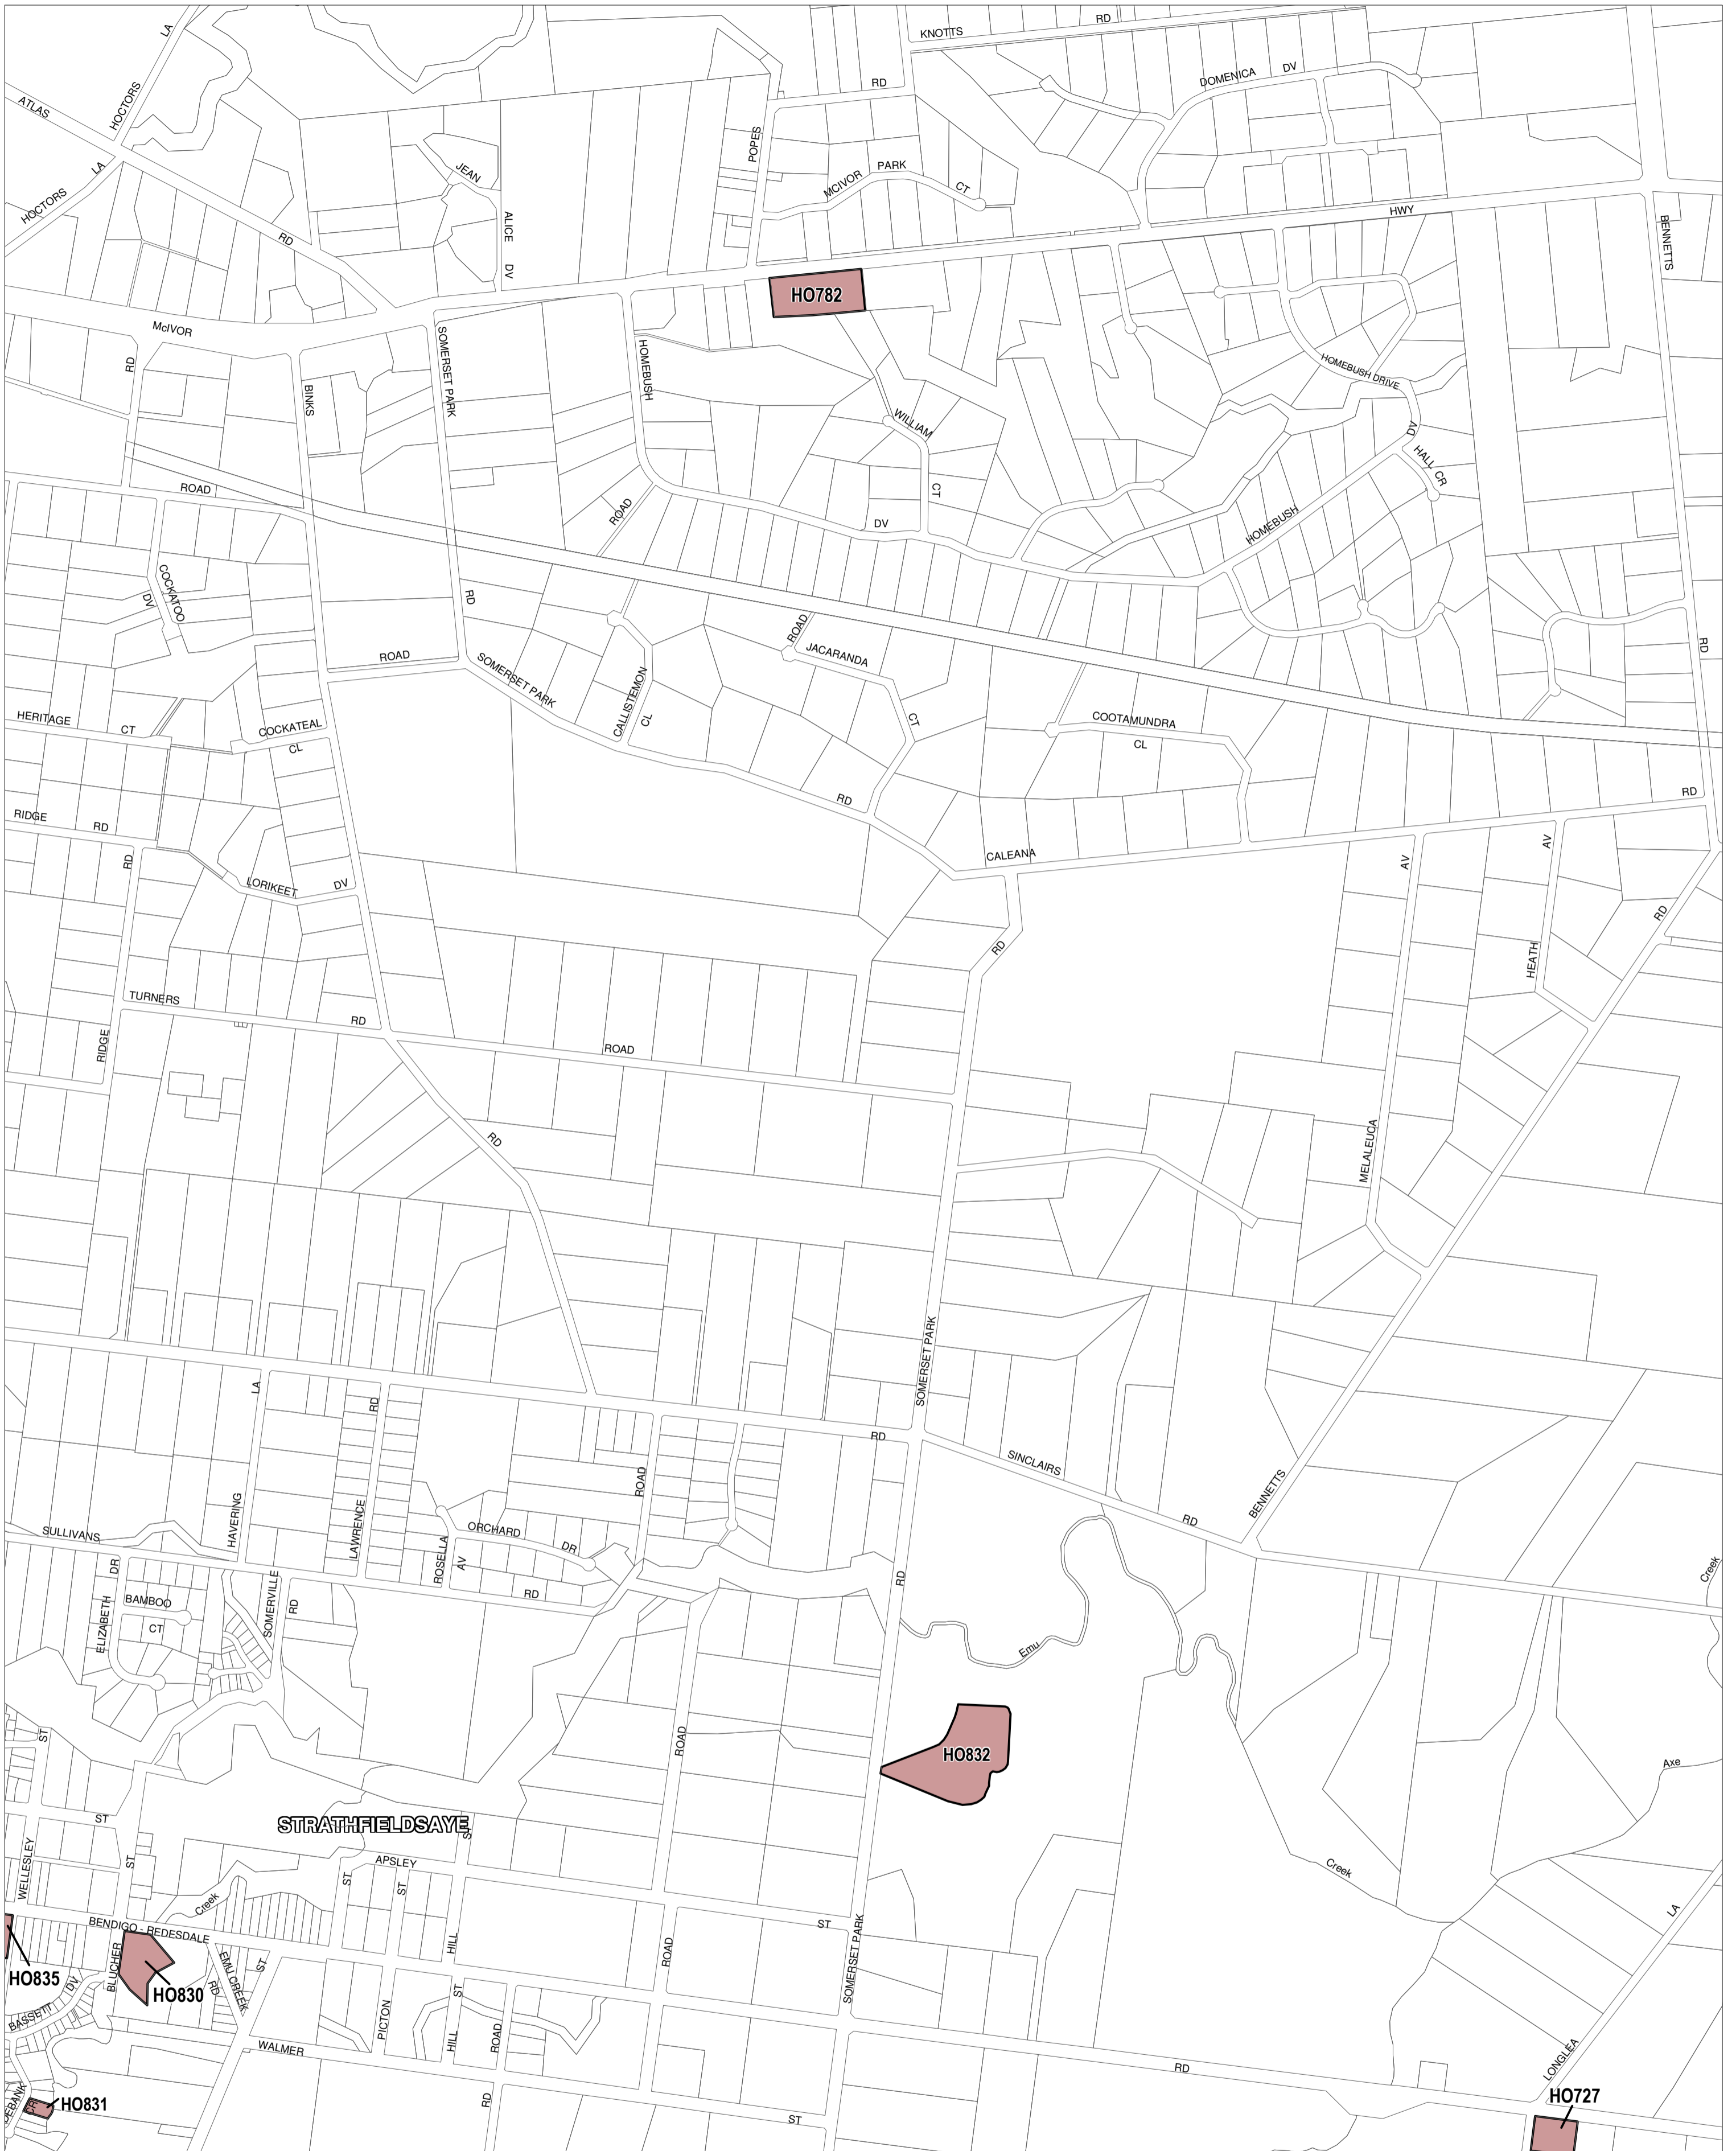 KNOTTS
RD
LA
HOCTORS
ATLAS
RD
DOMENICA
DV
POPES
LA
HOCTORS
JEAN
MCIVOR
PARK
CT
ALICE
DV
RD
HWY
BENNETTS
HO782
McIVOR
RD
SOMERSET PARK
HOMEBUSH
BINKS
HOMEBUSH DRIVE
WILLIAM
CT
DV
HALL CR
ROAD
ROAD
DV
HOMEBUSH
COCKATOO
DV
RD
ROAD
JACARANDA
CT
ROAD
SOMERSET PARK
CALLISTEMON
CL
RD
HERITAGE
CT
COCKATEAL
CL
COOTAMUNDRA
CL
RIDGE
RD
RD
RD
CALEANA
RD
AV
AV
LORIKEET
DV
RD
RD
HEATH
TURNERS
RD
RIDGE
ROAD
RD
MELALEUCA
SOMERSET PARK
LA
RD
RD
SINCLAIRS
ROAD
BENNETTS
RD
HAVERING
LAWRENCE
SULLIVANS
ORCHARD
DR
ROSELLA
AV
RD
DR
ELIZABETH
BAMBOO
CT
SOMERVILLE
RD
RD
Emu
Creek
ST
ROAD
HO832
Axe
ST
STRATHFIELDSAYE
ST
WELLESLEY
ST
APSLEY
ST
ST
Creek
Creek
BENDIGO - REDESDALE
ST
HILL
ROAD
SOMERSET PARK
LA
HO835
BLUCHER
HO830
DV
BASSETT
RD
EMU CREEK
ST
PICTON
ST
HILL
ROAD
WALMER
RD
LONGLEA
HO831
CR
RD
ST
HO727